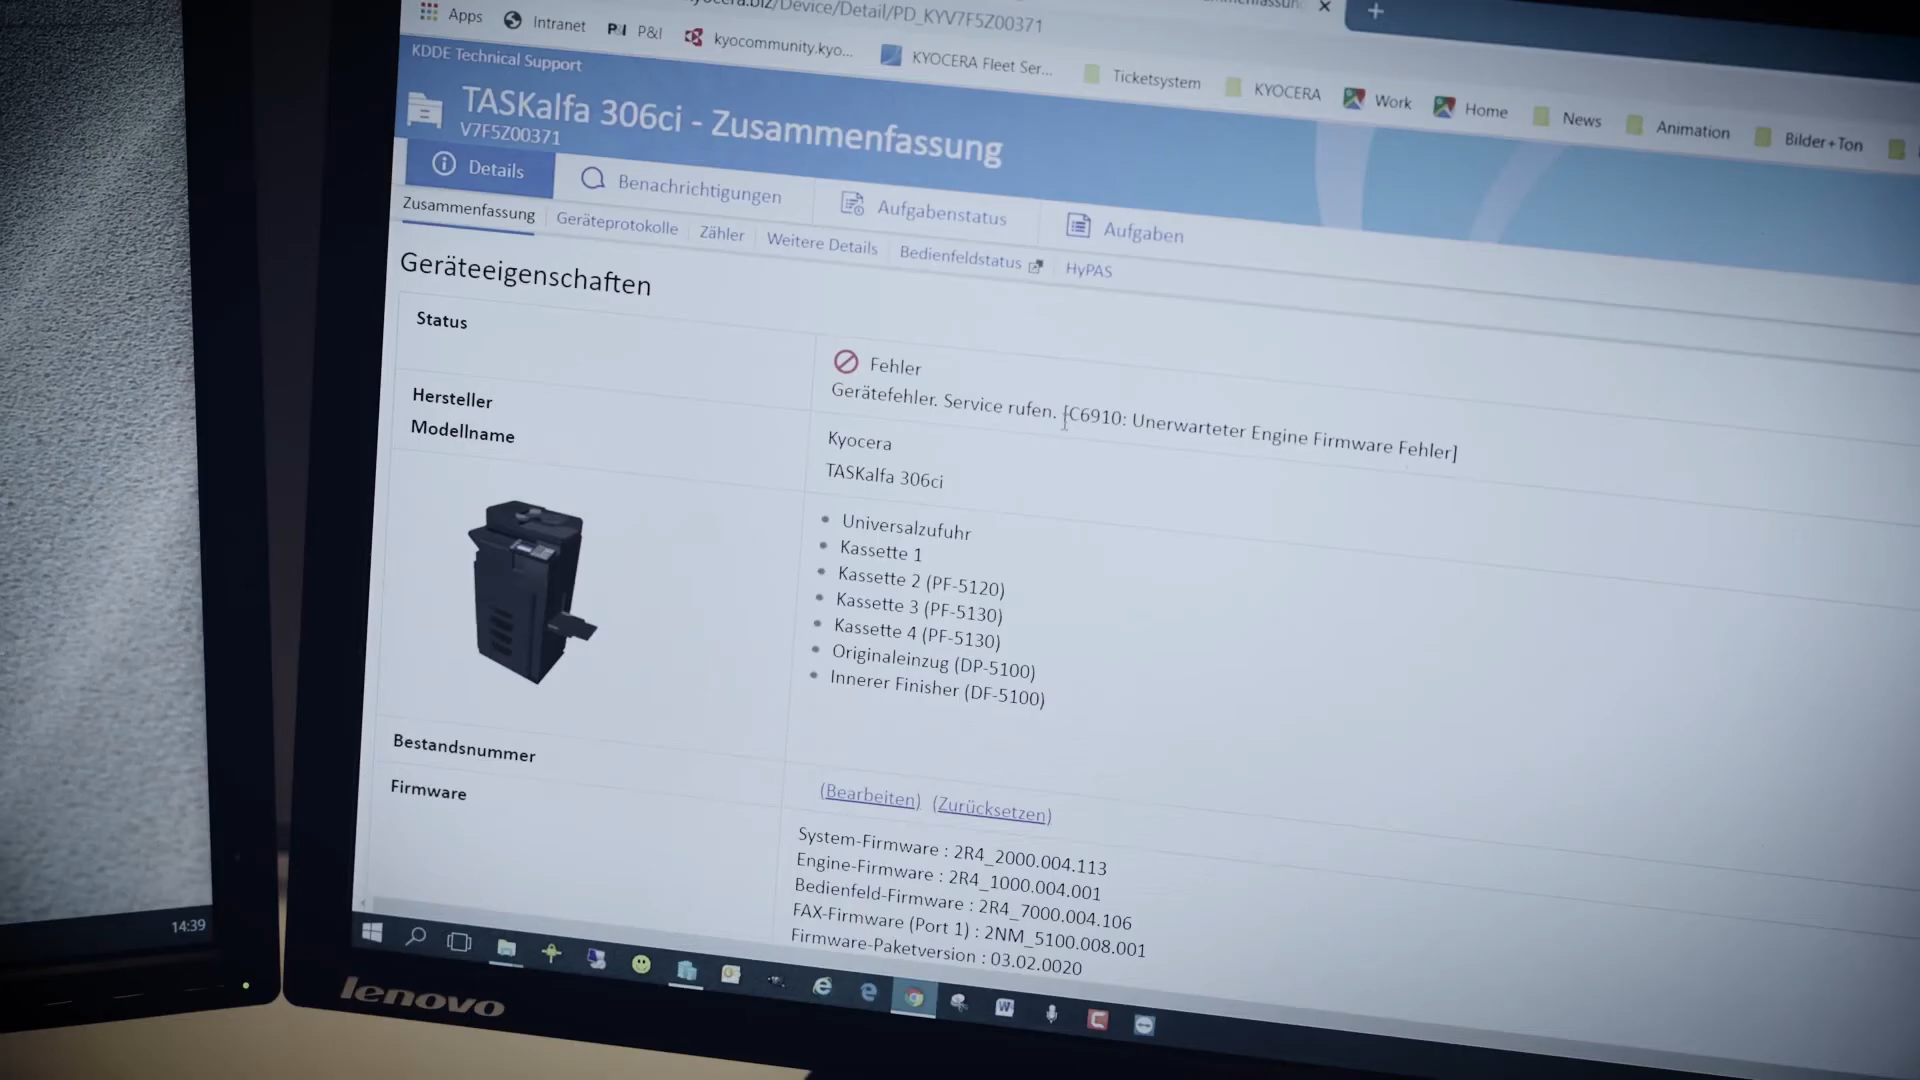 /Device/Detail/PD_KYV7F5Z00371
Apps
Intranet
P&I
kyocommunity.kyo...
KYOCERA Fleet Ser...
Ticketsystem
KYOCERA
Work
Home
News
Animation
Bilder+Ton
KDDE Technical Support
TASKalfa 306ci - Zusammenfassung
V7F5Z00371
Details
Benachrichtigungen
Aufgabenstatus
Aufgaben
Zusammenfassung
Geräteprotokolle
Zähler
Weitere Details
Bedienfeldstatus
HyPAS
Geräteeigenschaften
Status
Fehler
Gerätefehler. Service rufen. [C6910: Unerwarteter Engine Firmware Fehler]
Hersteller
Kyocera
Modellname
TASKalfa 306ci
Universalzufuhr
Kassette 1
Kassette 2 (PF-5120)
Kassette 3 (PF-5130)
Kassette 4 (PF-5130)
Originaleinzug (DP-5100)
Innerer Finisher (DF-5100)
Bestandsnummer
(Bearbeiten) (Zurücksetzen)
Firmware
System-Firmware : 2R4_2000.004.113
Engine-Firmware : 2R4_1000.004.001
Bedienfeld-Firmware : 2R4_7000.004.106
FAX-Firmware (Port 1) : 2NM_5100.008.001
Firmware-Paketversion : 03.02.0020
14:39
lenovo